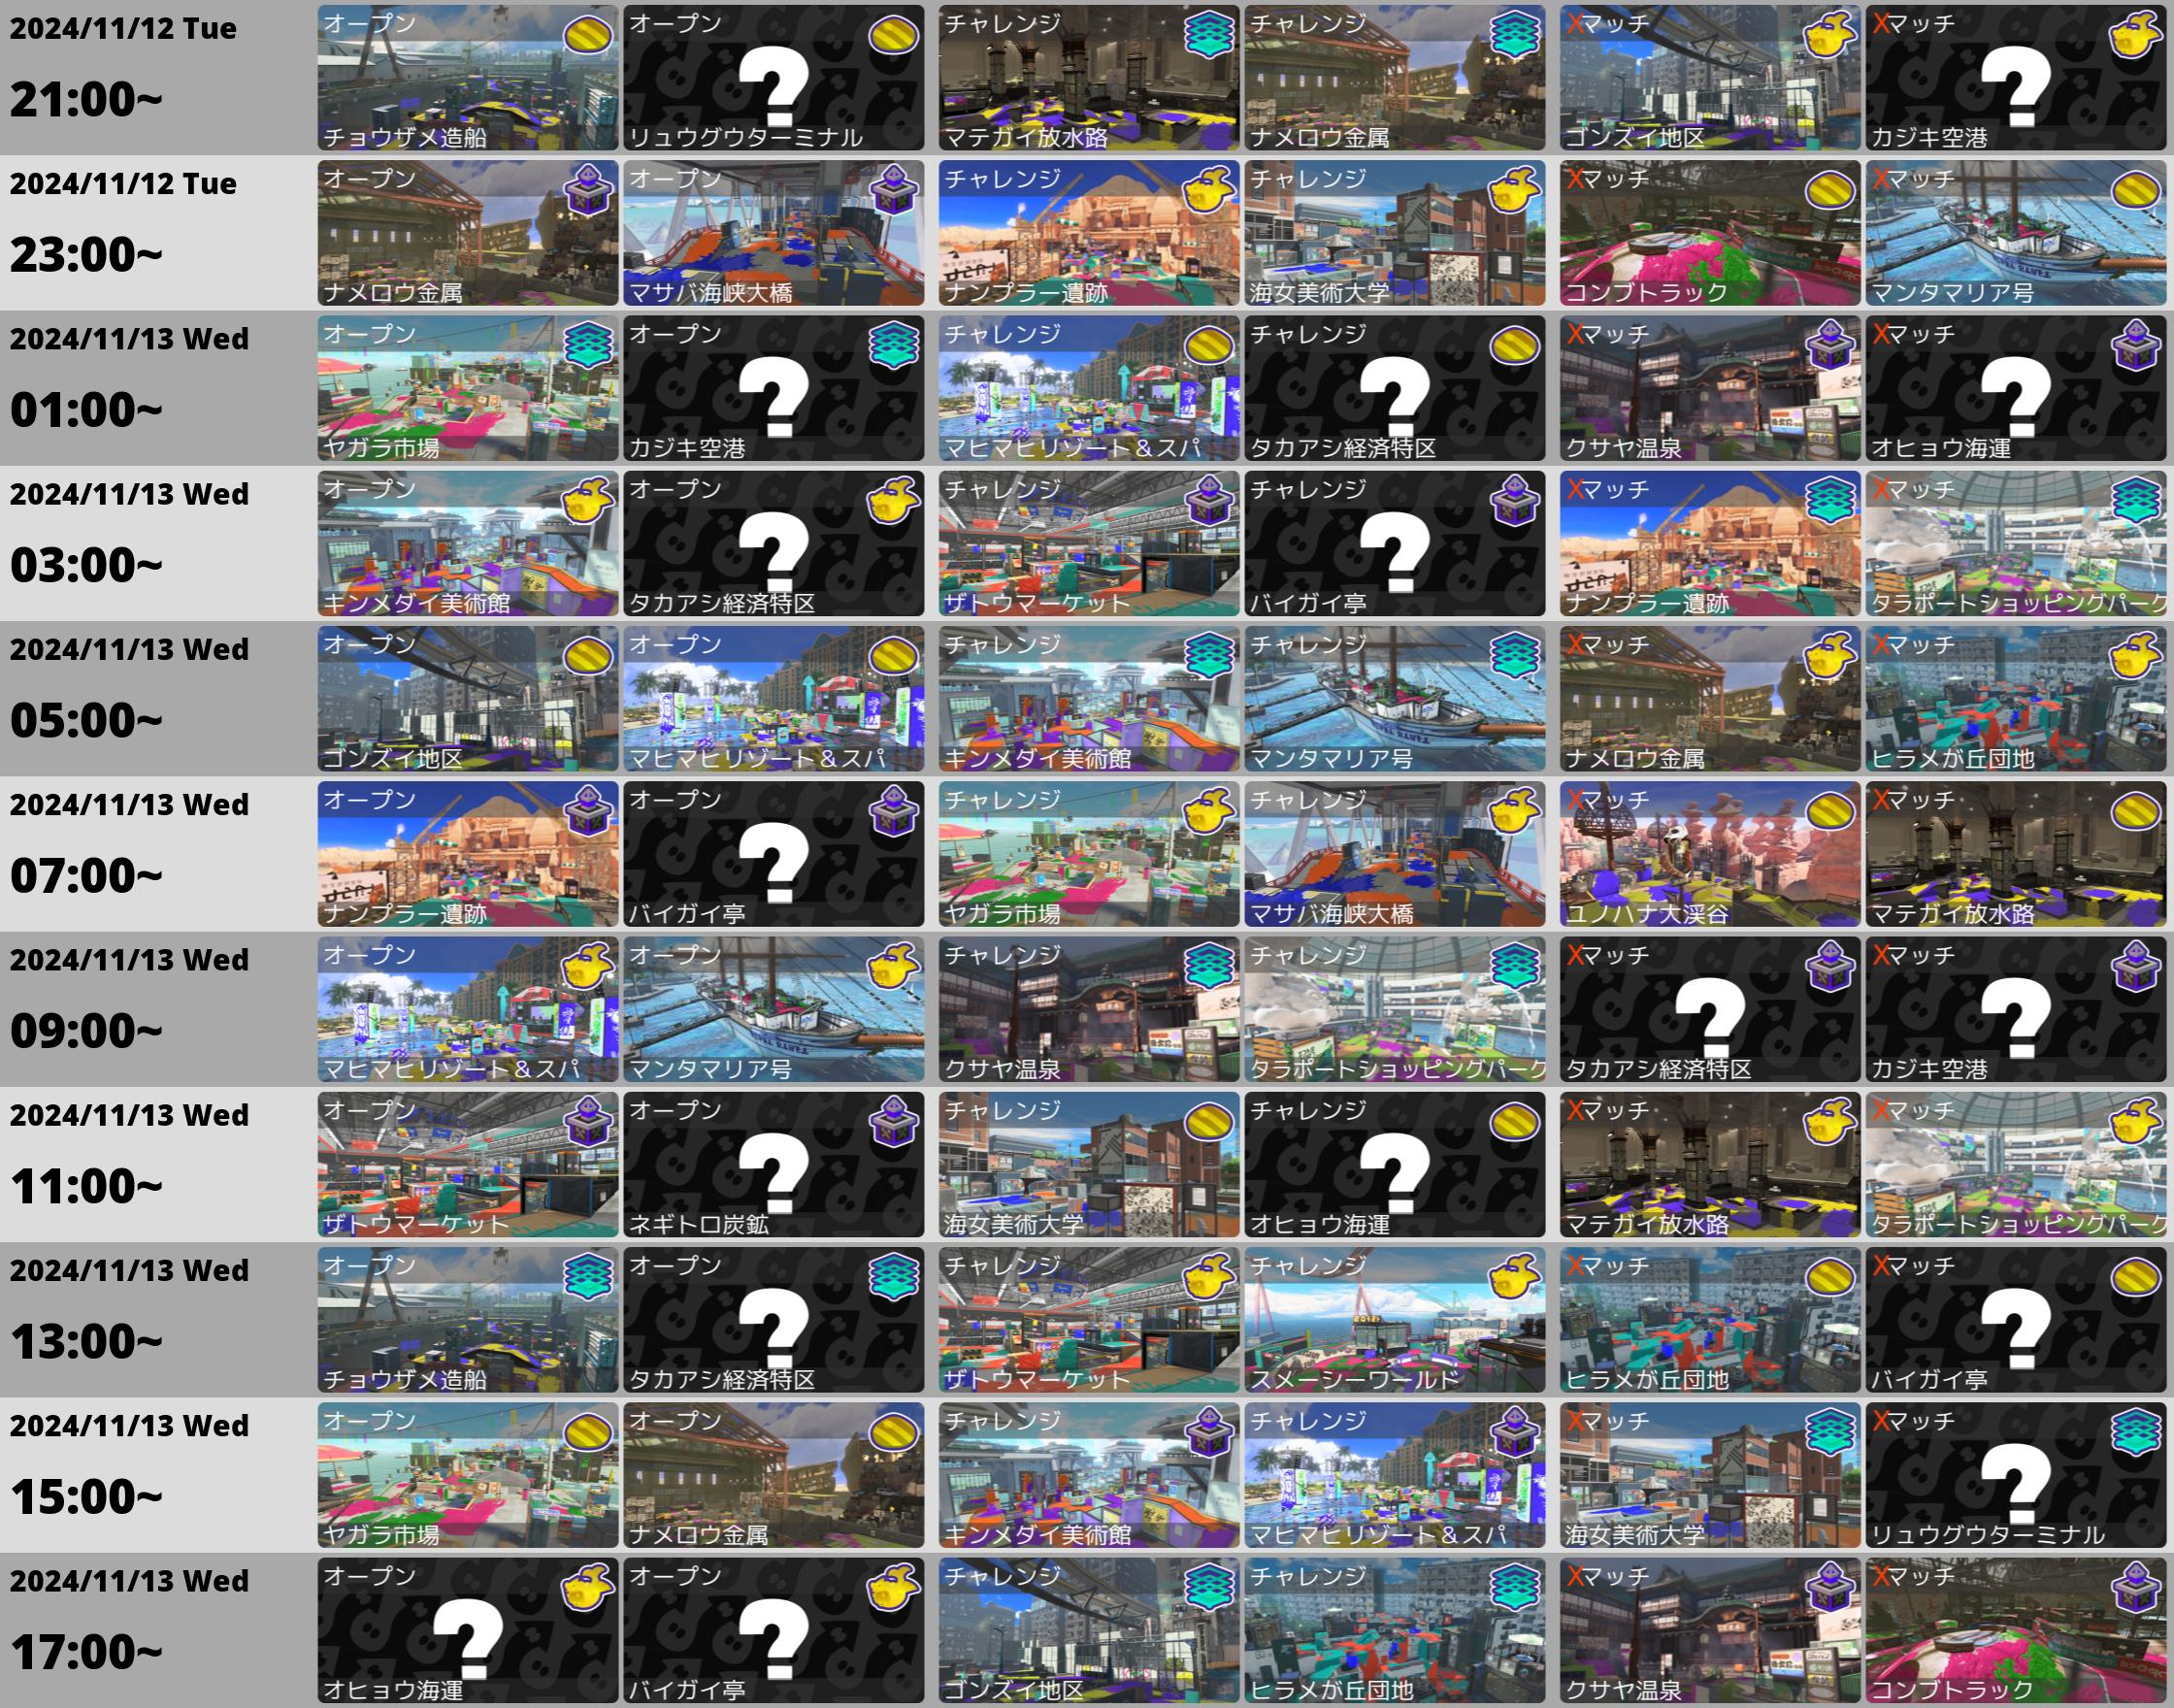 2024/11/12 Tue
21:00~
オープン
チョウザメ造船
オープン
リュウグウターミナル
チャレンジ
マテガイ放水路
チャレンジ
ナメロウ金属
Xマッチ
ゴンズイ地区
Xマッチ
カジキ空港
2024/11/12 Tue
23:00~
オープン
ナメロウ金属
オープン
マサバ海峡大橋
チャレンジ
ナンプラー遺跡
チャレンジ
海女美術大学
Xマッチ
コンブトラック
Xマッチ
マンタマリア号
2024/11/13 Wed
01:00~
オープン
ヤガラ市場
オープン
カジキ空港
チャレンジ
マヒマヒリゾート＆スパ
チャレンジ
タカアシ経済特区
Xマッチ
クサヤ温泉
Xマッチ
オヒョウ海運
2024/11/13 Wed
03:00~
オープン
キンメダイ美術館
オープン
タカアシ経済特区
チャレンジ
ザトウマーケット
チャレンジ
バイガイ亭
Xマッチ
ナンプラー遺跡
Xマッチ
タラポートショッピングパーク
2024/11/13 Wed
05:00~
オープン
ゴンズイ地区
オープン
マヒマヒリゾート＆スパ
チャレンジ
キンメダイ美術館
チャレンジ
マンタマリア号
Xマッチ
ナメロウ金属
Xマッチ
ヒラメが丘団地
2024/11/13 Wed
07:00~
オープン
ナンプラー遺跡
オープン
バイガイ亭
チャレンジ
ヤガラ市場
チャレンジ
マサバ海峡大橋
Xマッチ
ユノハナ大渓谷
Xマッチ
マテガイ放水路
2024/11/13 Wed
09:00~
オープン
マヒマヒリゾート＆スパ
オープン
マンタマリア号
チャレンジ
クサヤ温泉
チャレンジ
タラポートショッピングパーク
Xマッチ
タカアシ経済特区
Xマッチ
カジキ空港
2024/11/13 Wed
11:00~
オープン
ザトウマーケット
オープン
ネギトロ炭鉱
チャレンジ
海女美術大学
チャレンジ
オヒョウ海運
Xマッチ
マテガイ放水路
Xマッチ
タラポートショッピングパーク
2024/11/13 Wed
13:00~
オープン
チョウザメ造船
オープン
タカアシ経済特区
チャレンジ
ザトウマーケット
チャレンジ
スメーシーワールド
Xマッチ
ヒラメが丘団地
Xマッチ
バイガイ亭
2024/11/13 Wed
15:00~
オープン
ヤガラ市場
オープン
ナメロウ金属
チャレンジ
キンメダイ美術館
チャレンジ
マヒマヒリゾート＆スパ
Xマッチ
海女美術大学
Xマッチ
リュウグウターミナル
2024/11/13 Wed
17:00~
オープン
オヒョウ海運
オープン
バイガイ亭
チャレンジ
ゴンズイ地区
チャレンジ
ヒラメが丘団地
Xマッチ
クサヤ温泉
Xマッチ
コンブトラック